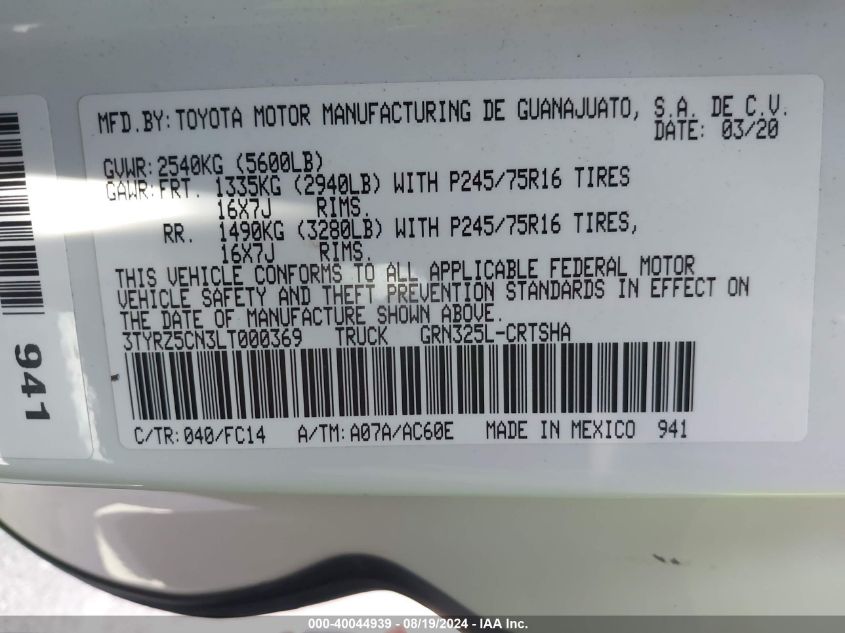 MFD.BY: TOYOTA MOTOR MANUFACTURING DE GUANAJUATO, S.A. DE C.V.
DATE: 03/20
GVWR: 2540KG (5600LB)
GAWR: FRT. 1335KG (2940LB) WITH P245/75R16 TIRES
16X7J RIMS.
RR. 1490KG (3280LB) WITH P245/75R16 TIRES,
16X7J RIMS.
THIS VEHICLE CONFORMS TO ALL APPLICABLE FEDERAL MOTOR
VEHICLE SAFETY AND THEFT PREVENTION STANDARDS IN EFFECT ON
THE DATE OF MANUFACTURE SHOWN ABOVE.
3TYRZ5CN3LT000369 TRUCK GRN325L-CRTSHA
C/TR: 040/FC14 A/TM: A07A/AC60E MADE IN MEXICO 941
941
000-40044939 - 08/19/2024 - IAA Inc.